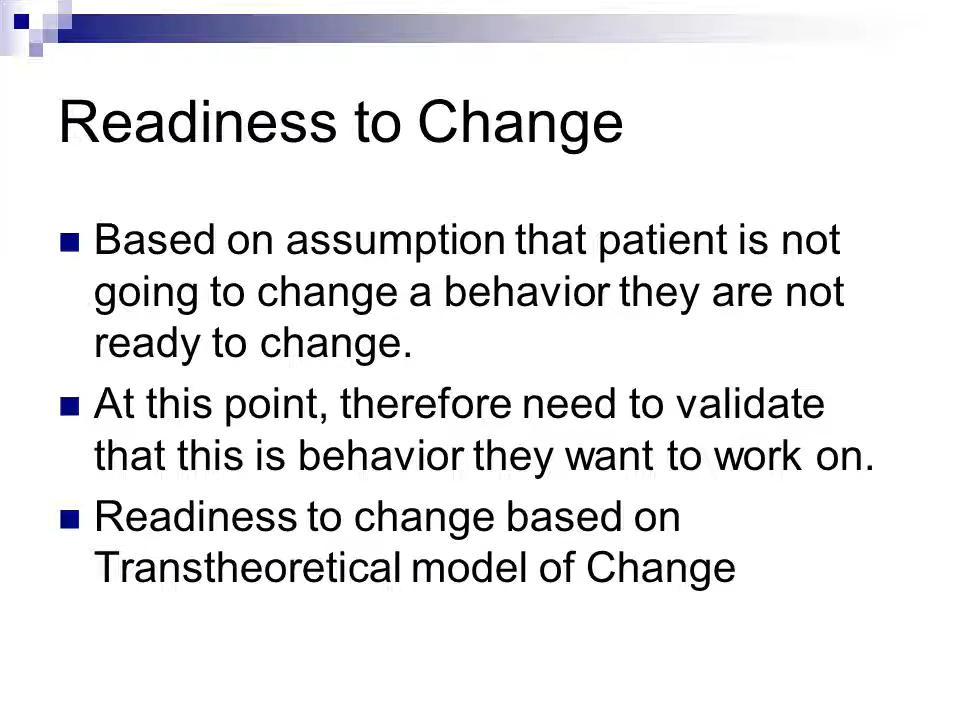 Readiness to Change
Based on assumption that patient is not
going to change a behavior they are not
ready to change.
At this point, therefore need to validate
that this is behavior they want to work on.
Readiness to change based on
Transtheoretical model of Change